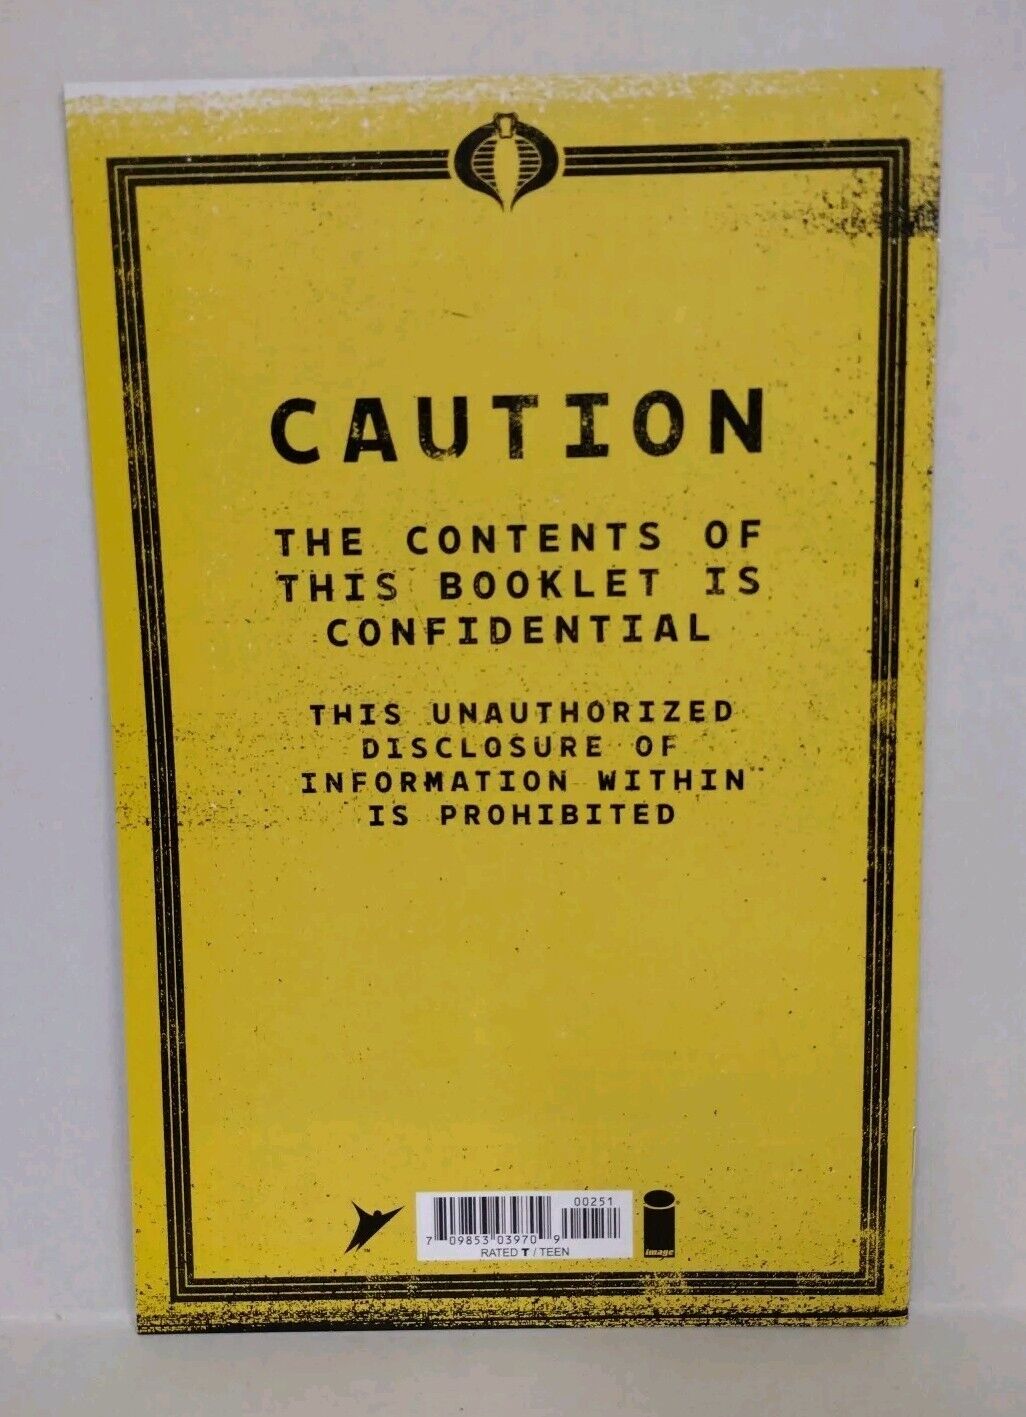 CAUTION
THE CONTENTS OF
THIS BOOKLET IS
CONFIDENTIAL
THIS UNAUTHORIZED
DISCLOSURE OF
INFORMATION WITHIN
IS PROHIBITED
00251
7 09853 03970 9
RATED T / TEEN
TM
image